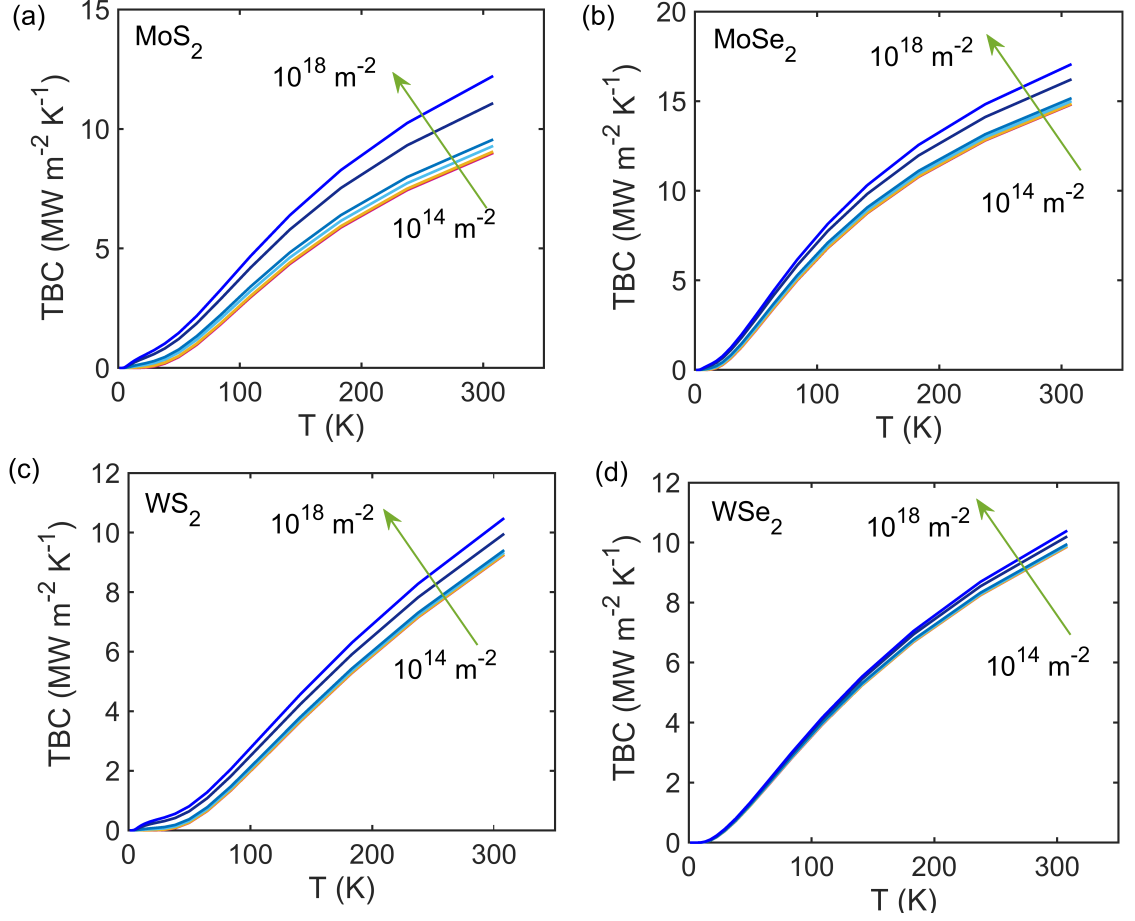 (a)
MoS2
10^18 m^-2
10^14 m^-2
15
10
5
0
0 100 200 300
TBC (MW m^-2 K^-1)
T (K)
(b)
MoSe2
10^18 m^-2
10^14 m^-2
20
15
10
5
0
0 100 200 300
TBC (MW m^-2 K^-1)
T (K)
(c)
WS2
10^18 m^-2
10^14 m^-2
12
10
8
6
4
2
0
0 100 200 300
TBC (MW m^-2 K^-1)
T (K)
(d)
WSe2
10^18 m^-2
10^14 m^-2
12
10
8
6
4
2
0
0 100 200 300
TBC (MW m^-2 K^-1)
T (K)